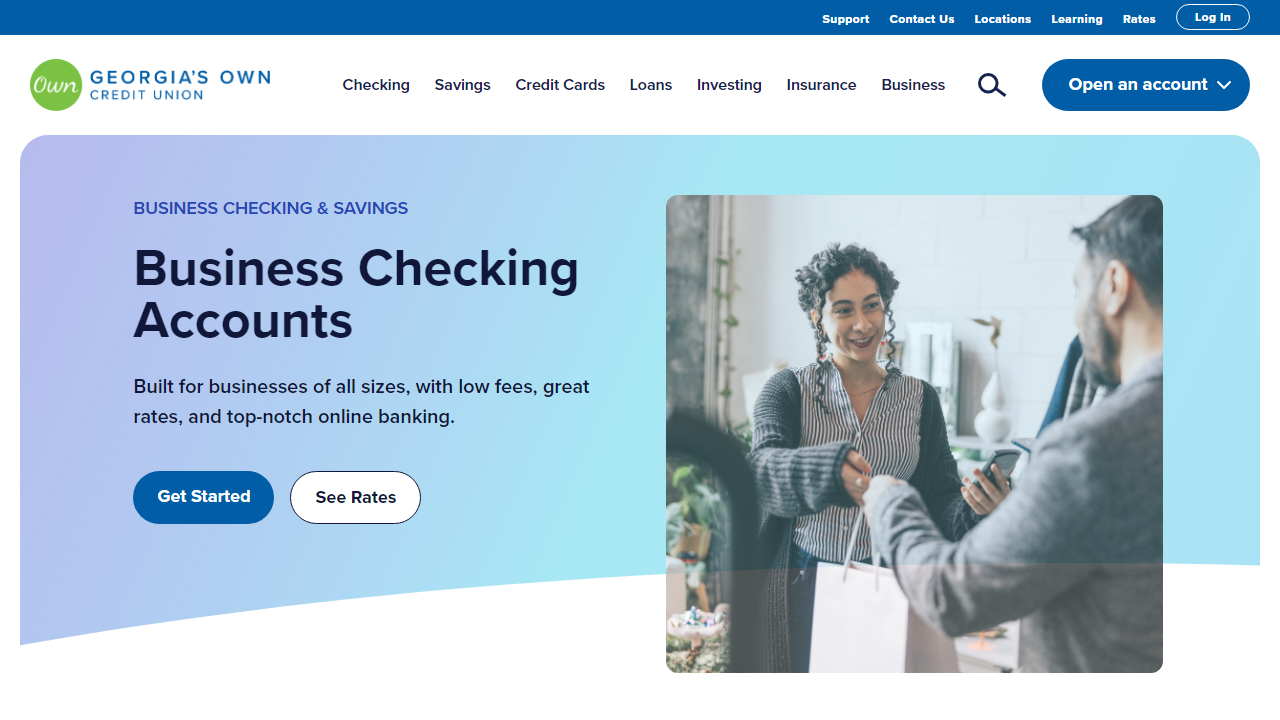 Support Contact Us Locations Learning Rates Log In
Own GEORGIA'S OWN
CREDIT UNION
Checking Savings Credit Cards Loans Investing Insurance Business Open an account
BUSINESS CHECKING & SAVINGS
Business Checking
Accounts
Built for businesses of all sizes, with low fees, great
rates, and top-notch online banking.
Get Started See Rates